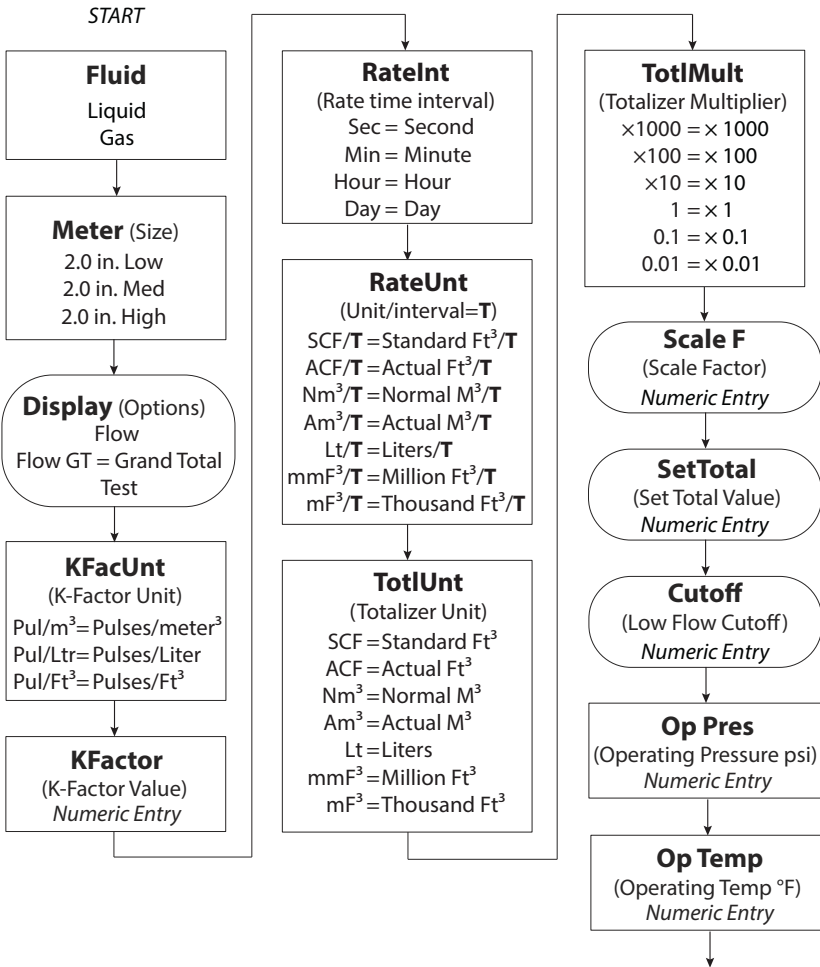 START
Fluid
Liquid
Gas
Meter (Size)
2.0 in. Low
2.0 in. Med
2.0 in. High
Display (Options)
Flow
Flow GT = Grand Total
Test
KFacUnt
(K-Factor Unit)
Pul/m³= Pulses/meter³
Pul/Ltr= Pulses/Liter
Pul/Ft³= Pulses/Ft³
KFactor
(K-Factor Value)
Numeric Entry
RateInt
(Rate time interval)
Sec = Second
Min = Minute
Hour = Hour
Day = Day
RateUnt
(Unit/interval=T)
SCF/T = Standard Ft³/T
ACF/T = Actual Ft³/T
Nm³/T = Normal M³/T
Am³/T = Actual M³/T
Lt/T = Liters/T
mmF³/T = Million Ft³/T
mF³/T = Thousand Ft³/T
TotlUnt
(Totalizer Unit)
SCF = Standard Ft³
ACF = Actual Ft³
Nm³ = Normal M³
Am³ = Actual M³
Lt = Liters
mmF³ = Million Ft³
mF³ = Thousand Ft³
TotlMult
(Totalizer Multiplier)
×1000 = × 1000
×100 = × 100
×10 = × 10
1 = × 1
0.1 = × 0.1
0.01 = × 0.01
Scale F
(Scale Factor)
Numeric Entry
SetTotal
(Set Total Value)
Numeric Entry
Cutoff
(Low Flow Cutoff)
Numeric Entry
Op Pres
(Operating Pressure psi)
Numeric Entry
Op Temp
(Operating Temp °F)
Numeric Entry